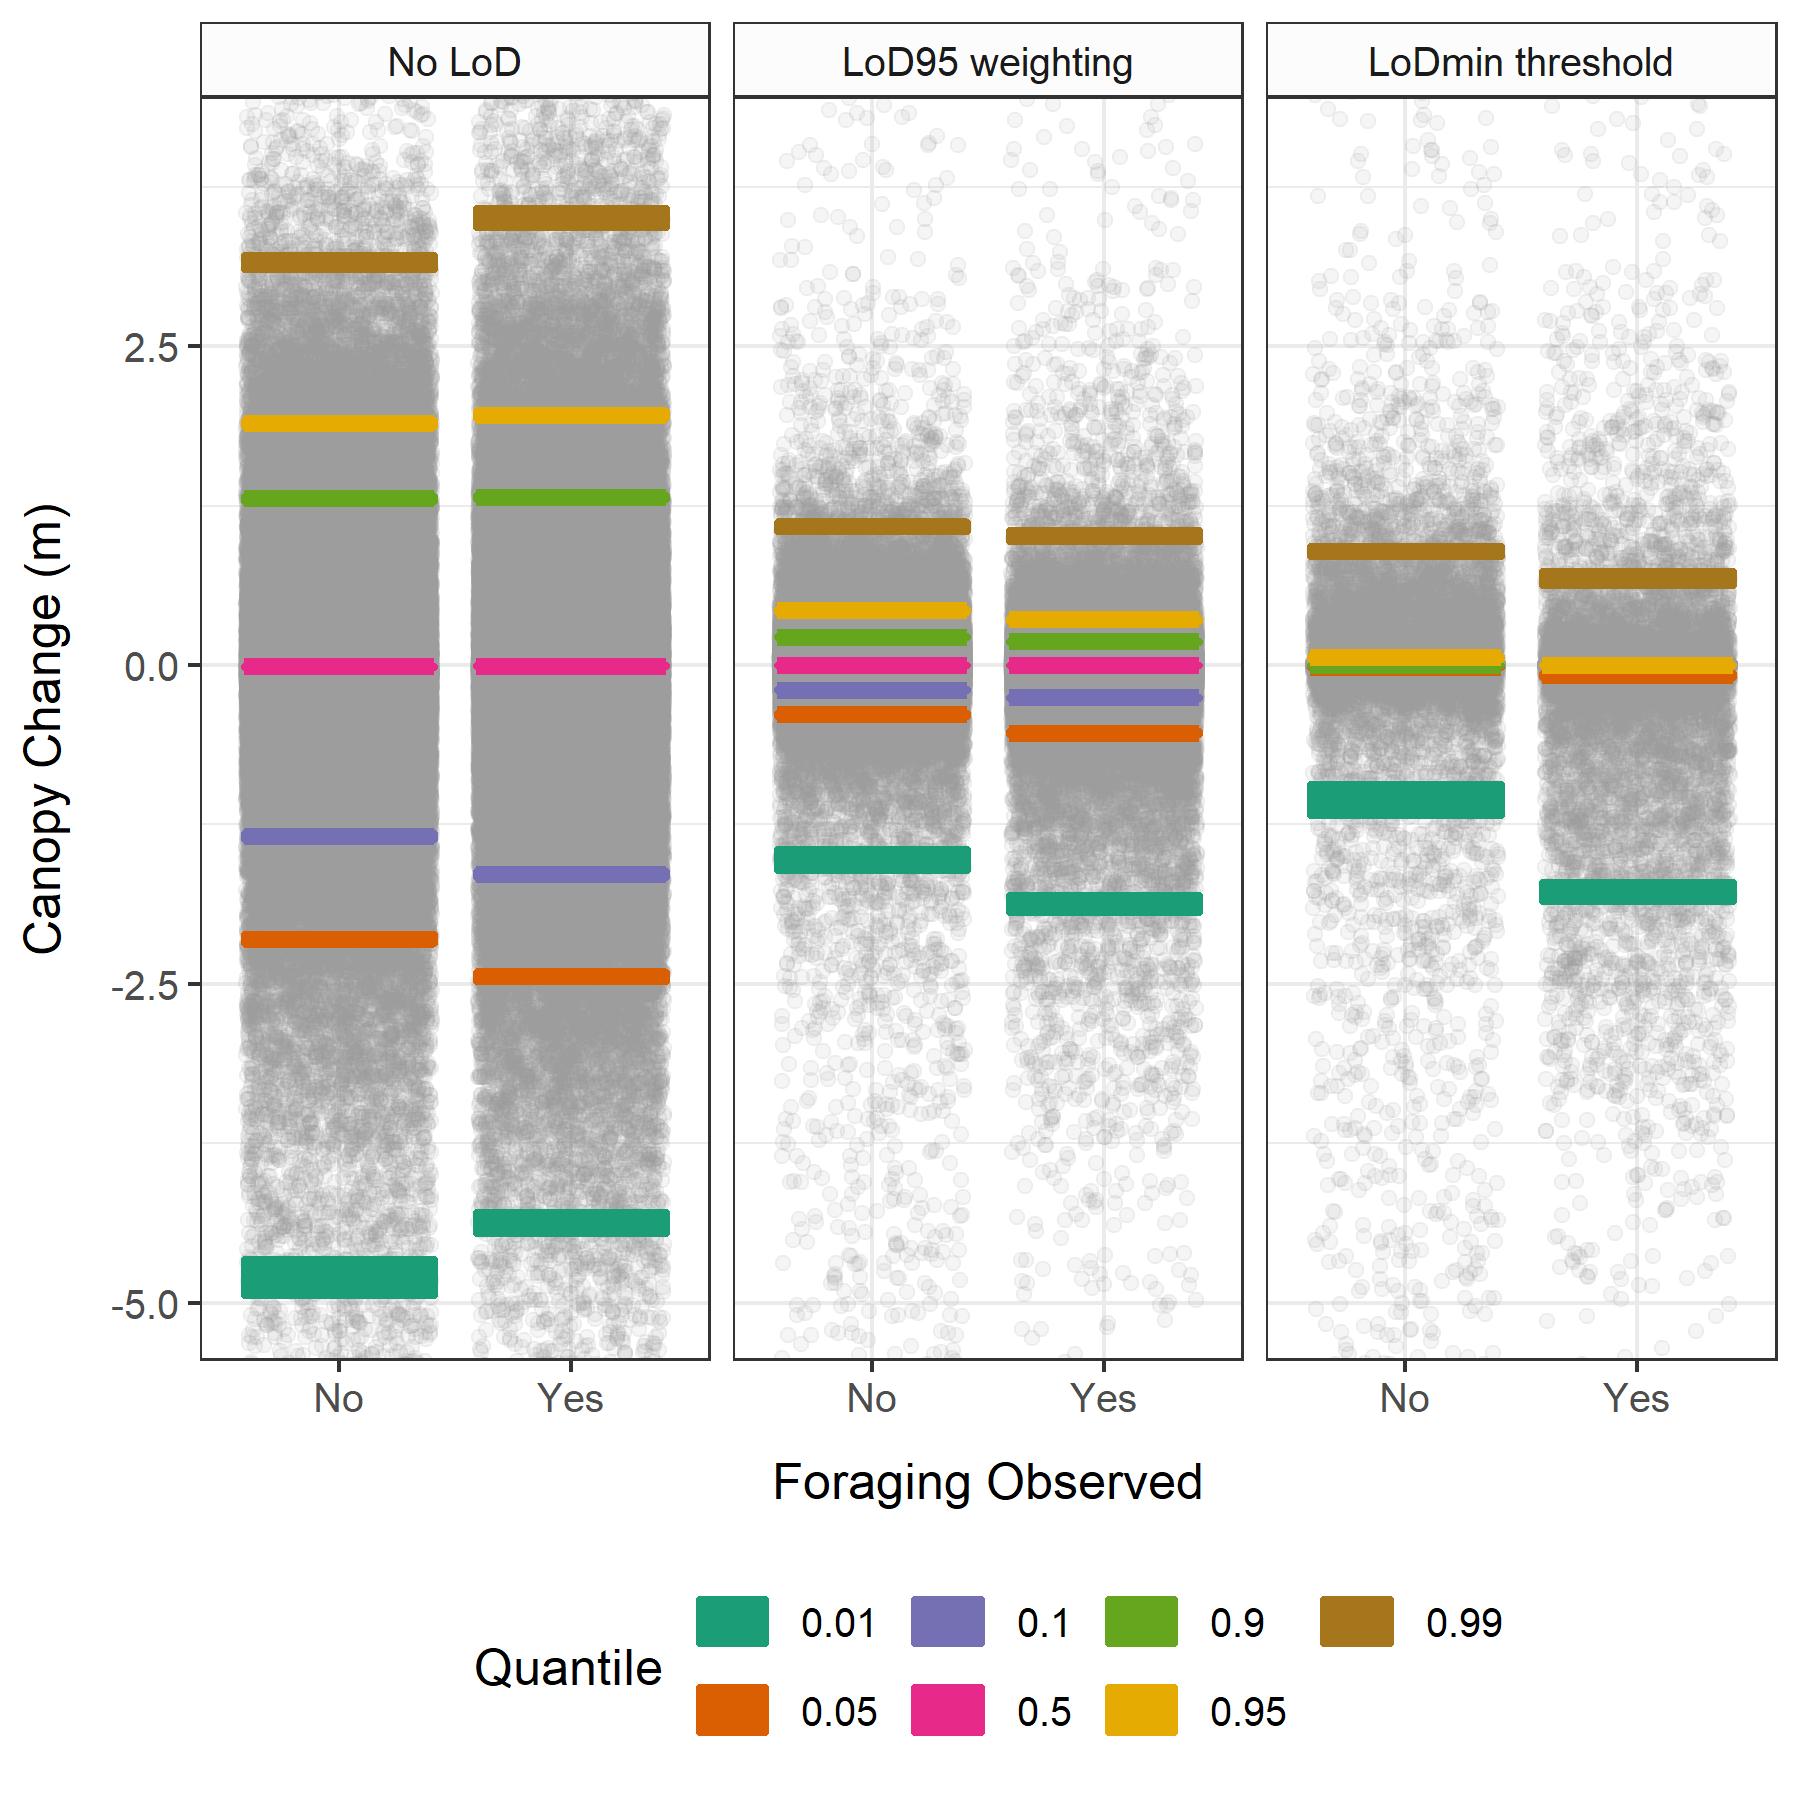 No LoD
LoD95 weighting
LoDmin threshold
Canopy Change (m)
2.5
0.0
-2.5
-5.0
No Yes No Yes No Yes
Foraging Observed
Quantile
0.01 0.1 0.9 0.99
0.05 0.5 0.95